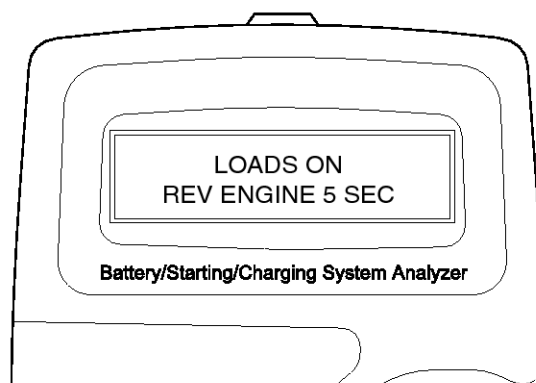 LOADS ON
REV ENGINE 5 SEC
Battery/Starting/Charging System Analyzer